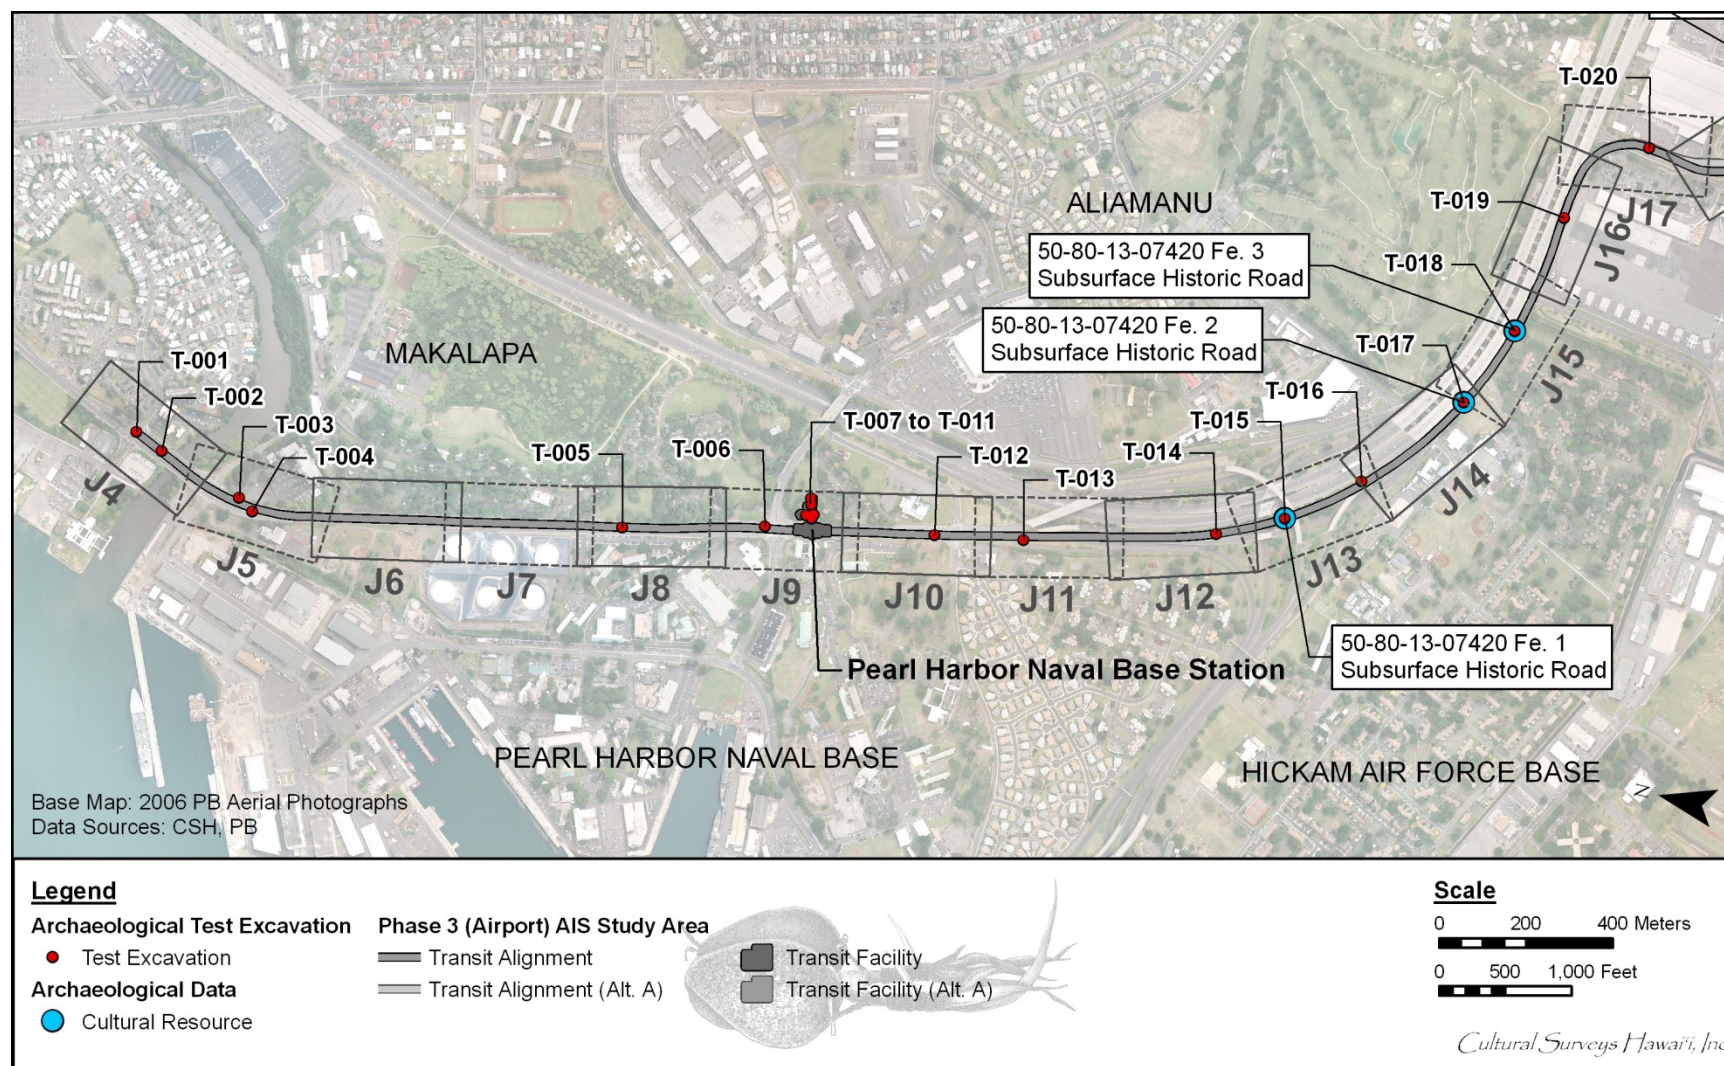 T-020
ALIAMANU
T-019
50-80-13-07420 Fe. 3
Subsurface Historic Road
T-018
J16
J17
50-80-13-07420 Fe. 2
Subsurface Historic Road
T-017
T-001
MAKALAPA
T-002
T-016
J15
T-003
T-007 to T-011
T-015
T-004
T-005
T-006
T-012
T-014
T-013
J4
J14
J5
J6
J7
J8
J9
J10
J11
J12
J13
50-80-13-07420 Fe. 1
Subsurface Historic Road
Pearl Harbor Naval Base Station
PEARL HARBOR NAVAL BASE
HICKAM AIR FORCE BASE
N
Base Map: 2006 PB Aerial Photographs
Data Sources: CSH, PB
Legend
Archaeological Test Excavation
Test Excavation
Archaeological Data
Cultural Resource
Phase 3 (Airport) AIS Study Area
Transit Alignment
Transit Alignment (Alt. A)
Transit Facility
Transit Facility (Alt. A)
Scale
0 200 400 Meters
0 500 1,000 Feet
Cultural Surveys Hawai'i, Inc